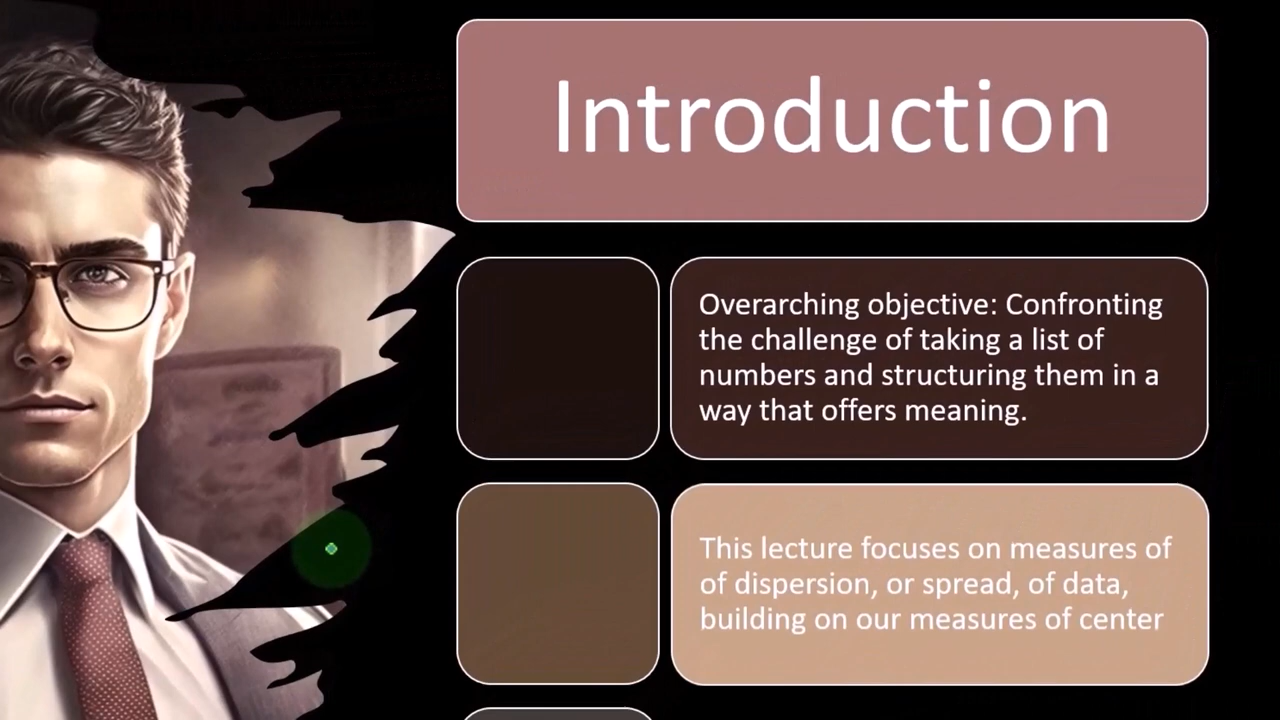 Introduction
Overarching objective: Confronting
the challenge of taking a list of
numbers and structuring them in a
way that offers meaning.
This lecture focuses on measures of
of dispersion, or spread, of data,
building on our measures of center